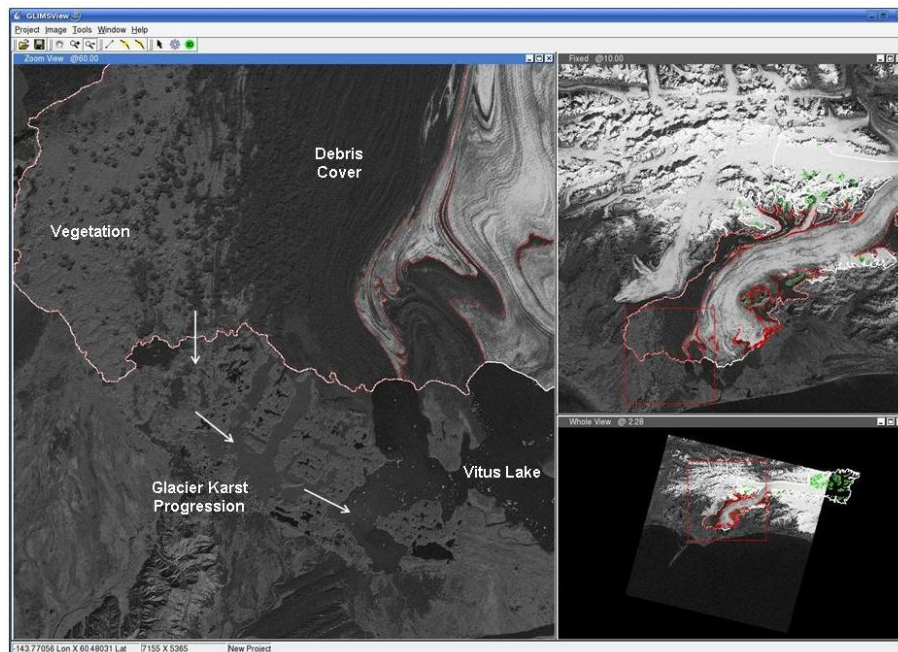 GLIMSView
Project Image Tools Window Help
Zoom View @60.00
Debris
Cover
Vegetation
Glacier Karst
Progression
Vitus Lake
Fixed @10.00
Whole View @ 2.28
-143.77056 Lon X 60.48031 Lat 7155 X 5365 New Project